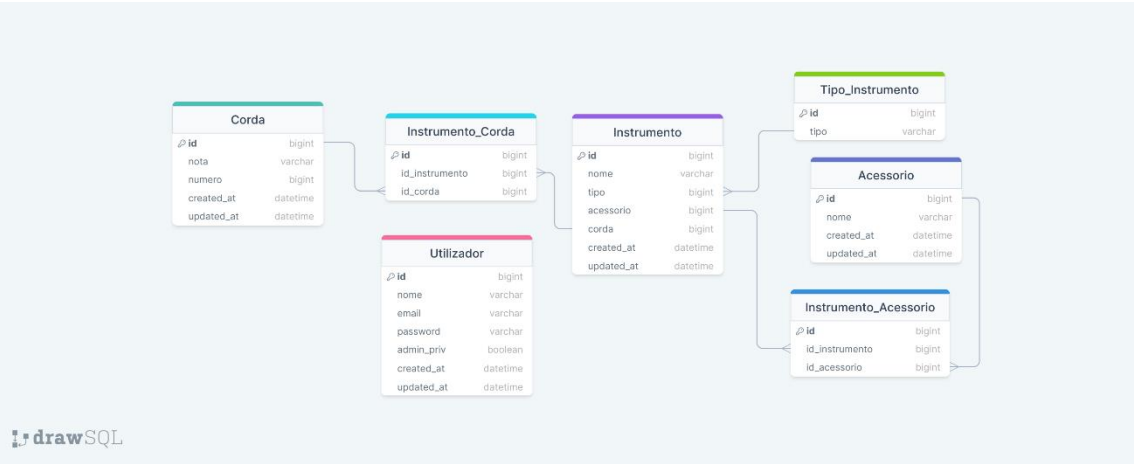 Corda
id bigint
nota varchar
numero bigint
created_at datetime
updated_at datetime
Instrumento_Corda
id bigint
id_instrumento bigint
id_corda bigint
Utilizador
id bigint
nome varchar
email varchar
password varchar
admin_priv boolean
created_at datetime
updated_at datetime
Instrumento
id bigint
nome varchar
tipo bigint
acessorio bigint
corda bigint
created_at datetime
updated_at datetime
Tipo_Instrumento
id bigint
tipo varchar
Acessorio
id bigint
nome varchar
created_at datetime
updated_at datetime
Instrumento_Acessorio
id bigint
id_instrumento bigint
id_acessorio bigint
drawSQL